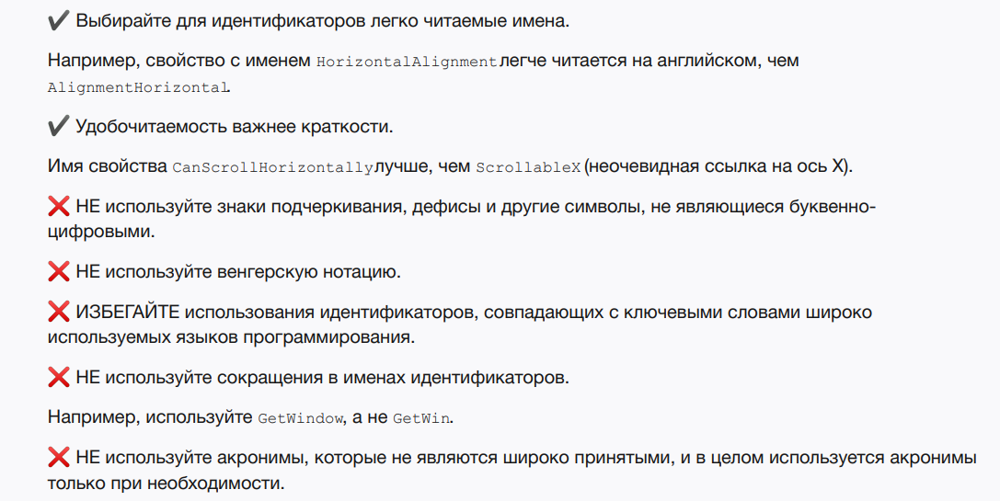 ✔️ Выбирайте для идентификаторов легко читаемые имена.
Например, свойство с именем HorizontalAlignment легче читается на английском, чем
AlignmentHorizontal.
✔️ Удобочитаемость важнее краткости.
Имя свойства CanScrollHorizontally лучше, чем ScrollableX (неочевидная ссылка на ось X).
❌ НЕ используйте знаки подчеркивания, дефисы и другие символы, не являющиеся буквенно-
цифровыми.
❌ НЕ используйте венгерскую нотацию.
❌ ИЗБЕГАЙТЕ использования идентификаторов, совпадающих с ключевыми словами широко
используемых языков программирования.
❌ НЕ используйте сокращения в именах идентификаторов.
Например, используйте GetWindow, а не GetWin.
❌ НЕ используйте акронимы, которые не являются широко принятыми, и в целом используется акронимы
только при необходимости.